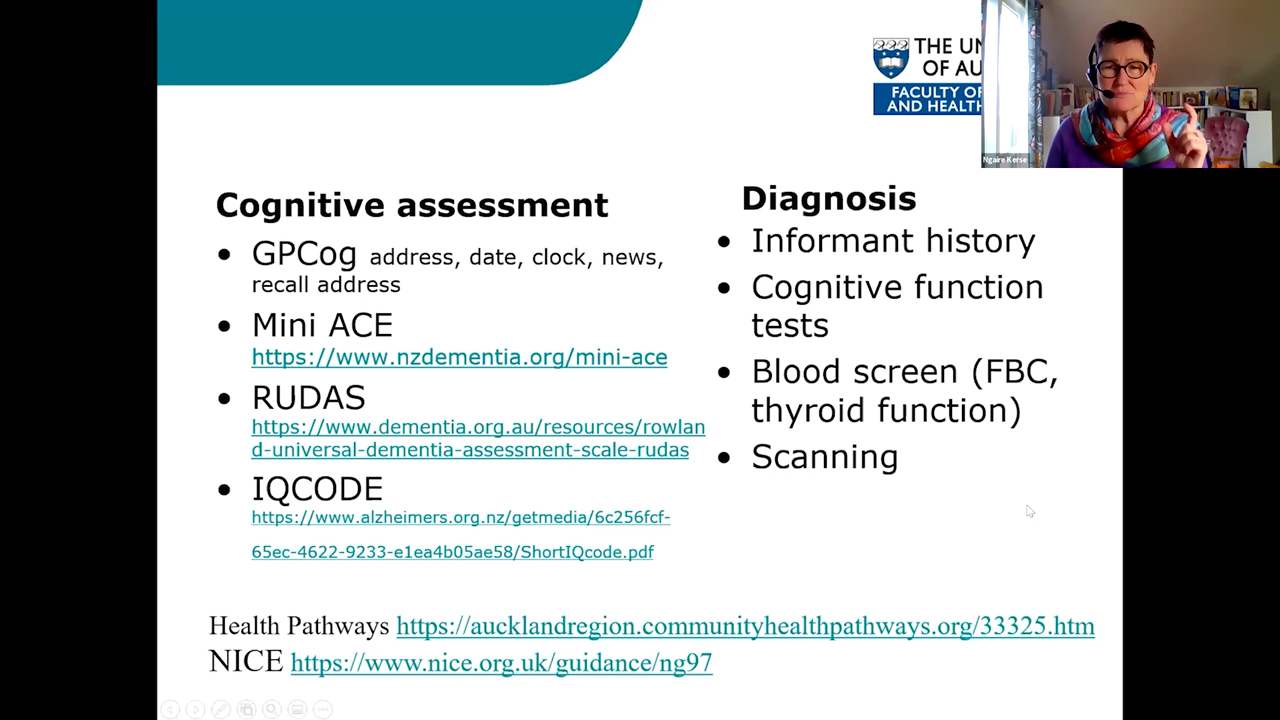 THE UN
OF AU
FACULTY OF
AND HEALTH
Ngaire Kerse
Cognitive assessment
• GPCog address, date, clock, news,
recall address
• Mini ACE
https://www.nzdementia.org/mini-ace
• RUDAS
https://www.dementia.org.au/resources/rowlan
d-universal-dementia-assessment-scale-rudas
• IQCODE
https://www.alzheimers.org.nz/getmedia/6c256fcf-
65ec-4622-9233-e1ea4b05ae58/ShortIQcode.pdf
Diagnosis
• Informant history
• Cognitive function
tests
• Blood screen (FBC,
thyroid function)
• Scanning
Health Pathways https://aucklandregion.communityhealthpathways.org/33325.htm
NICE https://www.nice.org.uk/guidance/ng97